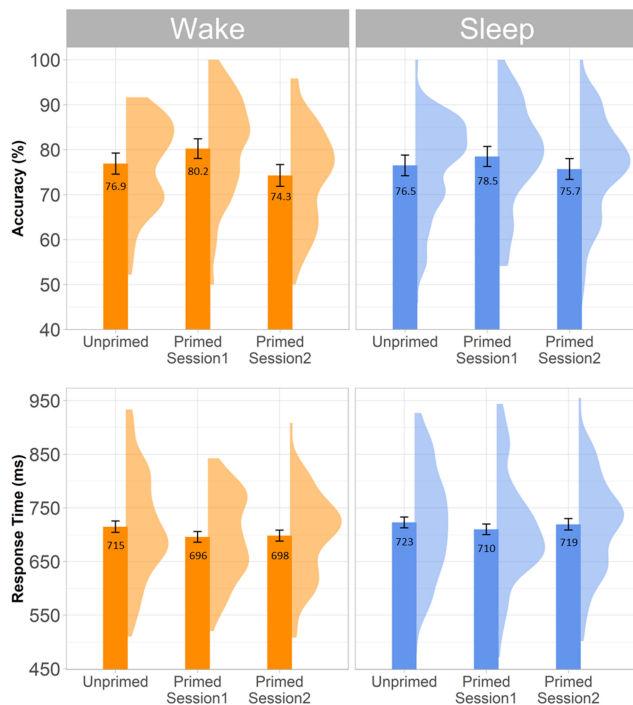 Wake
Sleep
Accuracy (%)
100
90
80
70
60
50
40
76.9
80.2
74.3
76.5
78.5
75.7
Unprimed
Primed
Session1
Primed
Session2
Unprimed
Primed
Session1
Primed
Session2
Response Time (ms)
950
850
750
650
550
450
715
696
698
723
710
719
Unprimed
Primed
Session1
Primed
Session2
Unprimed
Primed
Session1
Primed
Session2